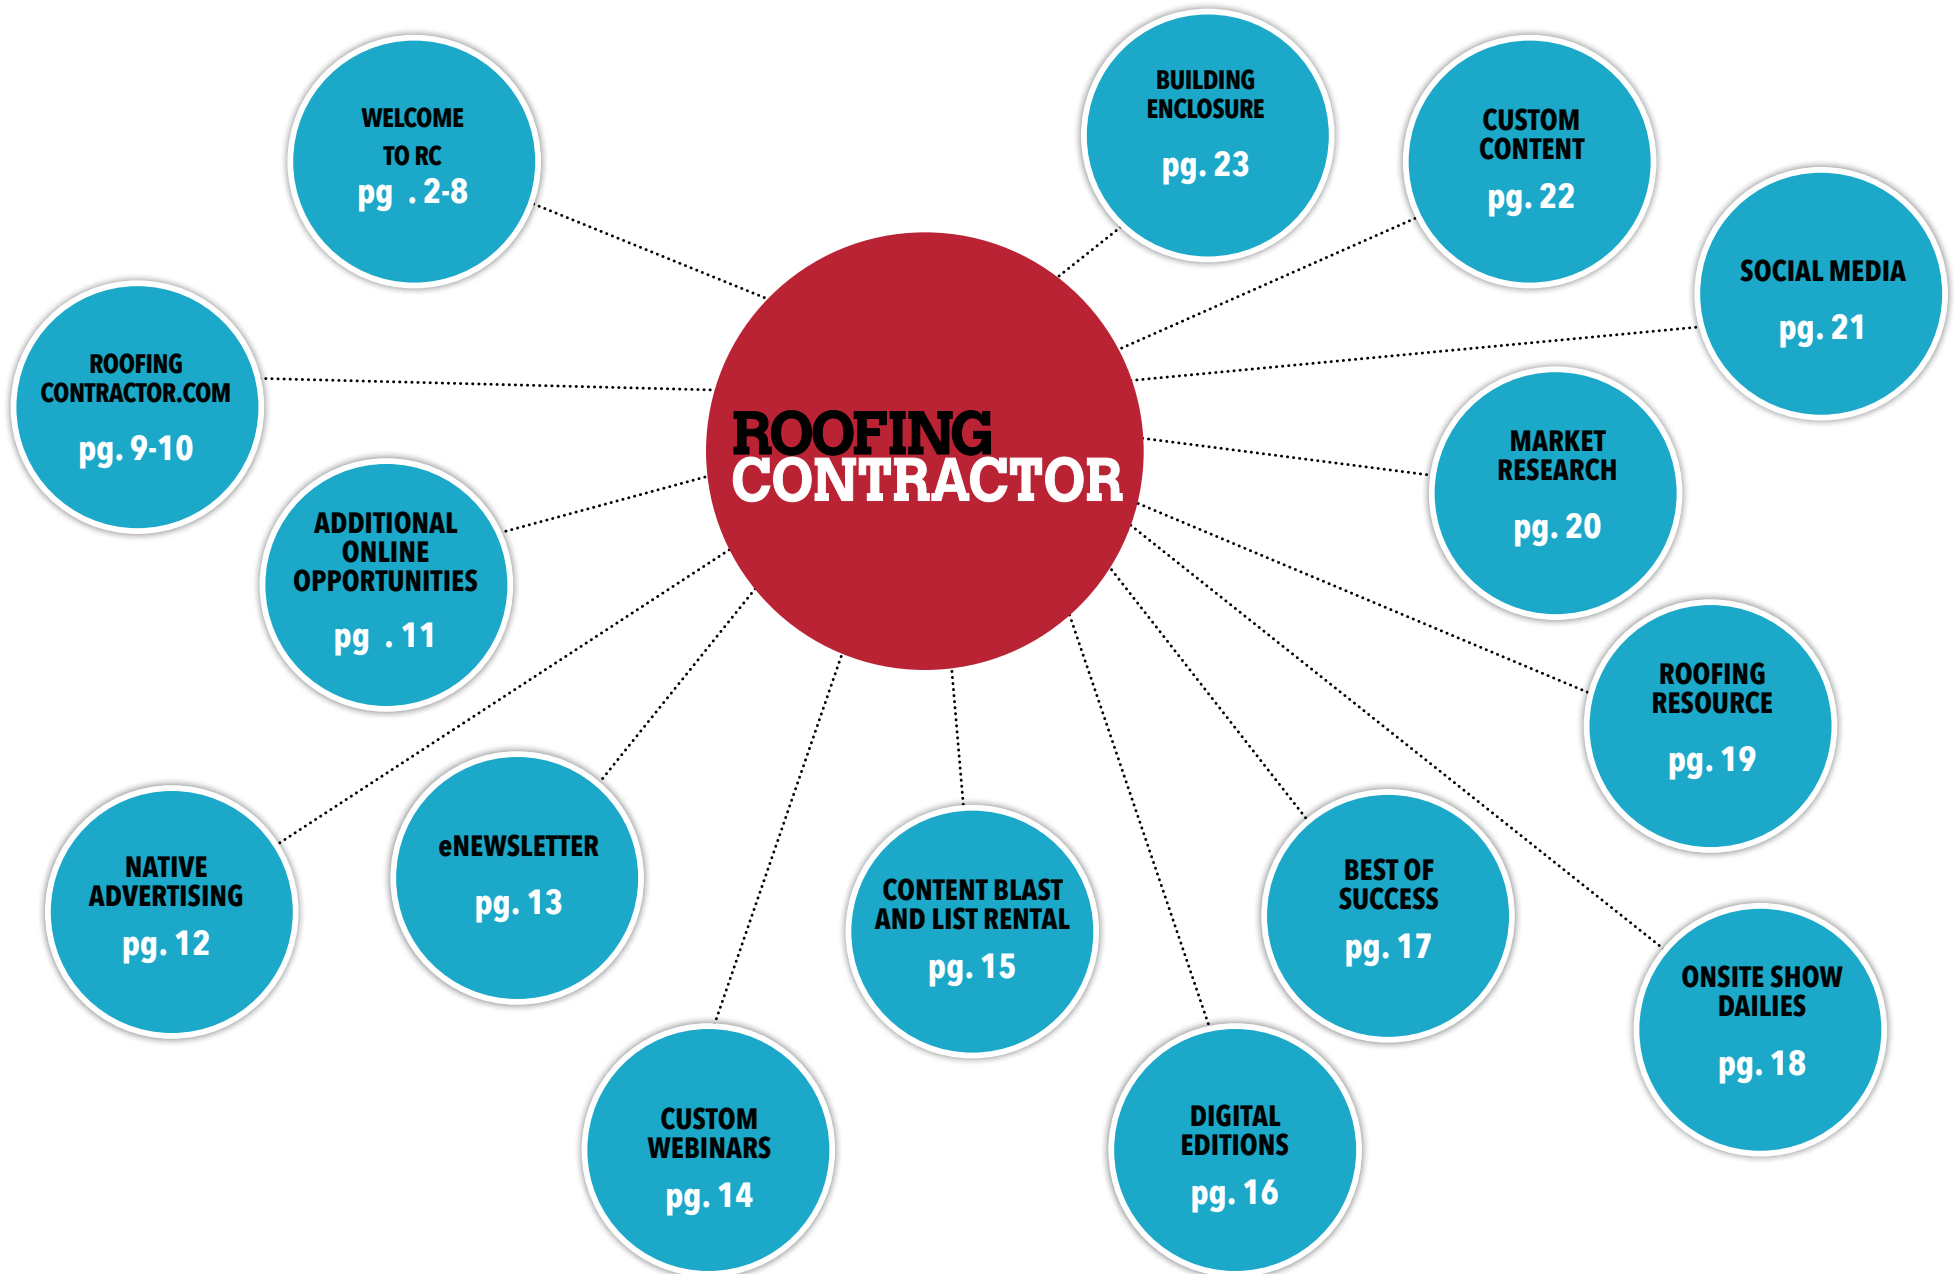 WELCOME
TO RC
pg . 2-8
ROOFING
CONTRACTOR.COM
pg. 9-10
ADDITIONAL
ONLINE
OPPORTUNITIES
pg . 11
NATIVE
ADVERTISING
pg. 12
eNEWSLETTER
pg. 13
CUSTOM
WEBINARS
pg. 14
CONTENT BLAST
AND LIST RENTAL
pg. 15
DIGITAL
EDITIONS
pg. 16
BEST OF
SUCCESS
pg. 17
ONSITE SHOW
DAILIES
pg. 18
ROOFING
RESOURCE
pg. 19
MARKET
RESEARCH
pg. 20
SOCIAL MEDIA
pg. 21
CUSTOM
CONTENT
pg. 22
BUILDING
ENCLOSURE
pg. 23
ROOFING
CONTRACTOR